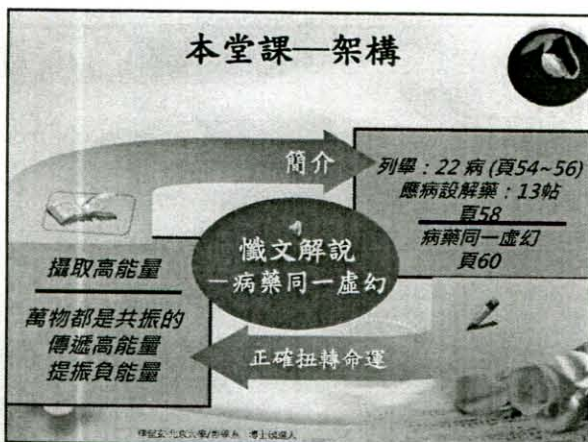 本堂課—架構
簡介
列舉：22 病 (頁54~56)
應病設解藥：13帖
頁58
病藥同一虛幻
頁60
懺文解說
—病藥同一虛幻
攝取高能量
萬物都是共振的
傳遞高能量
提振負能量
正確扭轉命運